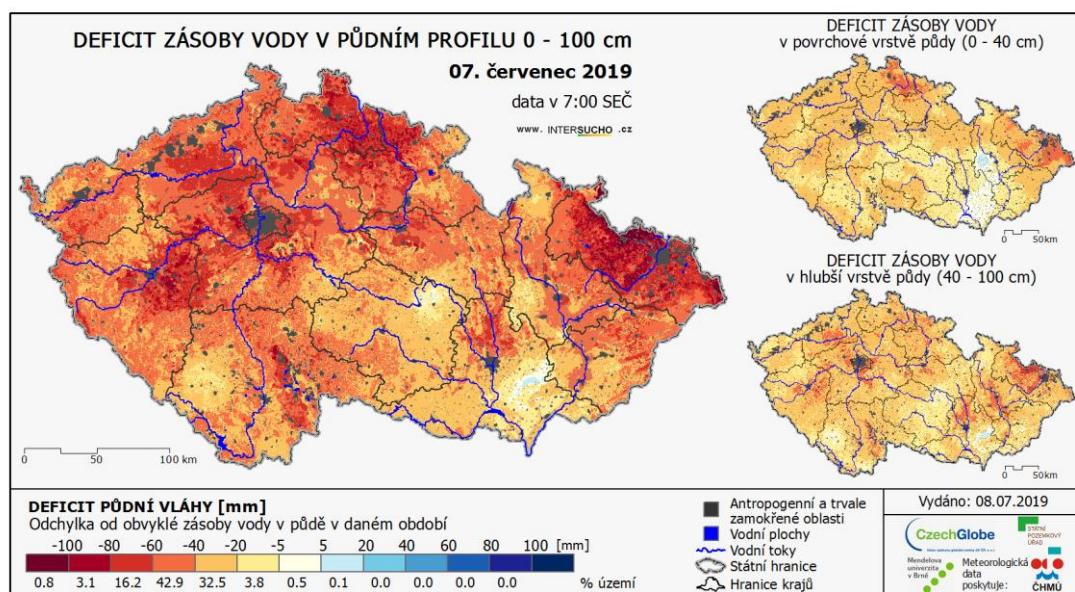 DEFICIT ZÁSOBY VODY V PŮDNÍM PROFILU 0 - 100 cm
07. červenec 2019
data v 7:00 SEČ
www. INTERSUCHO .cz
DEFICIT ZÁSOBY VODY
v povrchové vrstvě půdy (0 - 40 cm)
0 50km
DEFICIT ZÁSOBY VODY
v hlubší vrstvě půdy (40 - 100 cm)
0 50km
0 50 100 km
DEFICIT PŮDNÍ VLÁHY [mm]
Odchylka od obvyklé zásoby vody v půdě v daném období
-100 -80 -60 -40 -20 -5 5 20 40 60 80 100 [mm]
0.8 3.1 16.2 42.9 32.5 3.8 0.5 0.1 0.0 0.0 0.0 % území
Antropogenní a trvale
zamokřené oblasti
Vodní plochy
Vodní toky
Státní hranice
Hranice krajů
Vydáno: 08.07.2019
CzechGlobe
STÁTNÍ
POZEMKOVÝ
ÚŘAD
Mendelova
univerzita
v Brně
Meteorologická
data
poskytuje:
ČHMÚ